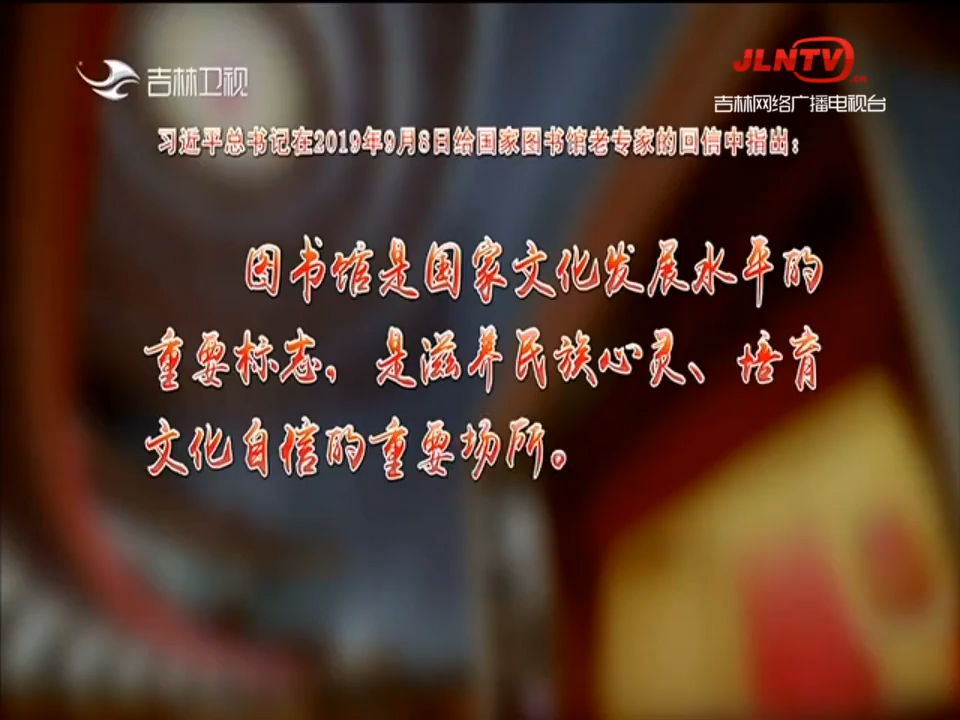 吉林卫视
JLNTV.cn
吉林网络广播电视台
习近平总书记在2019年9月8日给国家图书馆老专家的回信中指出：
图书馆是国家文化发展水平的
重要标志，是滋养民族心灵、培育
文化自信的重要场所。